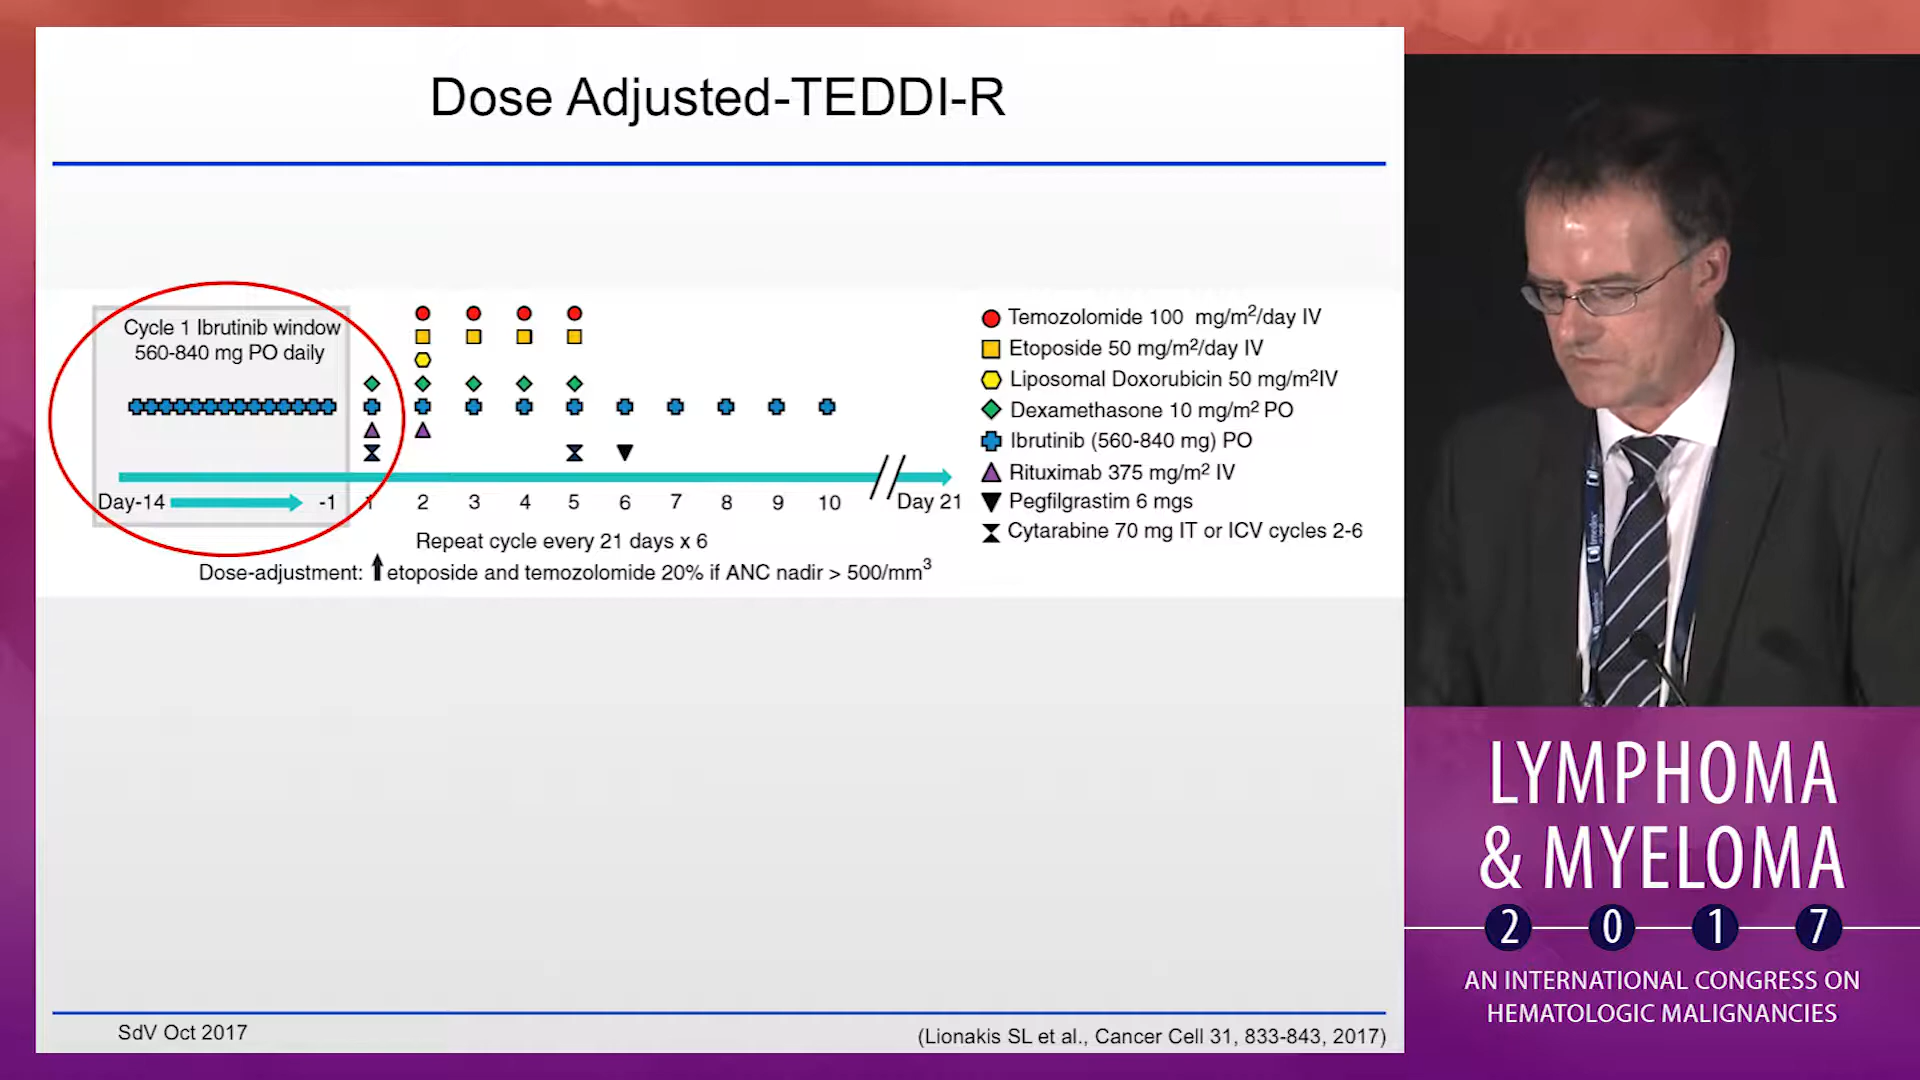 Dose Adjusted-TEDDI-R
Cycle 1 Ibrutinib window
560-840 mg PO daily
Day-14
-1
1 2 3 4 5 6 7 8 9 10 Day 21
Repeat cycle every 21 days x 6
Dose-adjustment: ⬆etoposide and temozolomide 20% if ANC nadir > 500/mm³
Temozolomide 100 mg/m²/day IV
Etoposide 50 mg/m²/day IV
Liposomal Doxorubicin 50 mg/m²IV
Dexamethasone 10 mg/m² PO
Ibrutinib (560-840 mg) PO
Rituximab 375 mg/m² IV
Pegfilgrastim 6 mgs
Cytarabine 70 mg IT or ICV cycles 2-6
SdV Oct 2017
(Lionakis SL et al., Cancer Cell 31, 833-843, 2017)
LYMPHOMA
& MYELOMA
2017
AN INTERNATIONAL CONGRESS ON
HEMATOLOGIC MALIGNANCIES